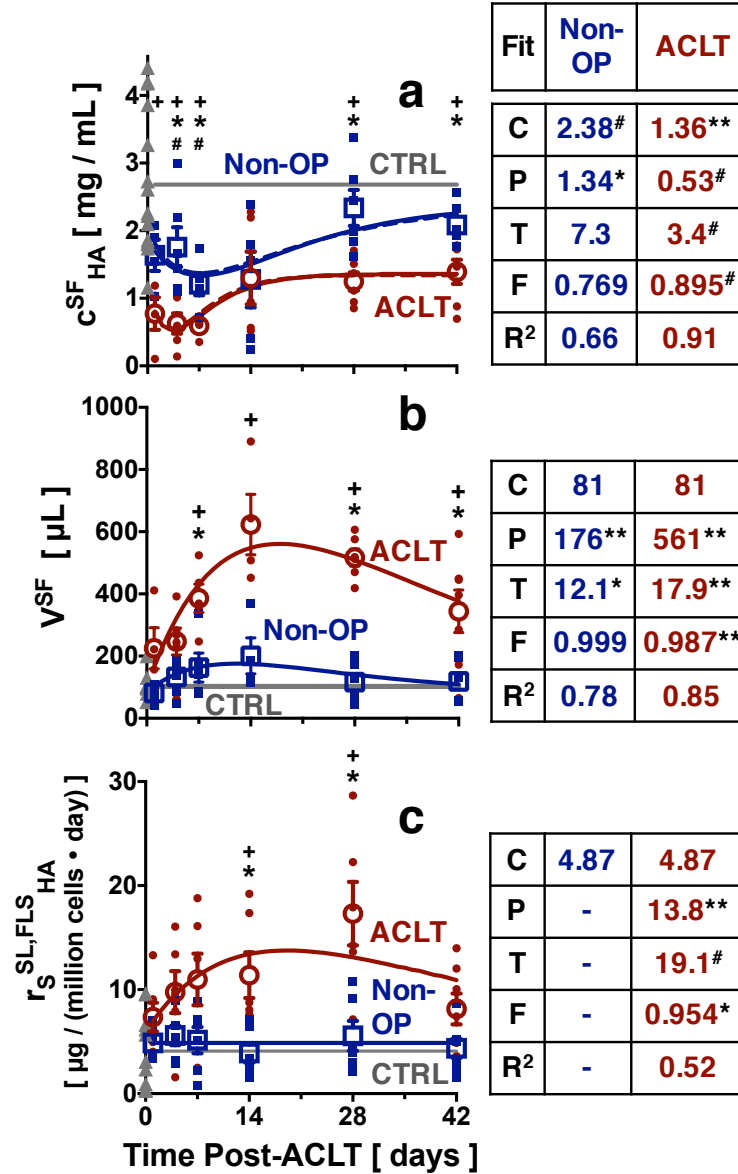 a
c^SF_HA [ mg / mL ]
4
3
2
1
0
+
+ * #
+ * #
+ *
+ *
Non-OP
CTRL
ACLT
Fit Non-OP ACLT
C 2.38# 1.36**
P 1.34* 0.53#
T 7.3 3.4#
F 0.769 0.895#
R² 0.66 0.91
b
V^SF [ µL ]
1000
800
600
400
200
0
+ *
+
+ *
+ *
ACLT
Non-OP
CTRL
C 81 81
P 176** 561**
T 12.1* 17.9**
F 0.999 0.987**
R² 0.78 0.85
c
r_S^SL,FLS_HA
[ µg / (million cells • day) ]
30
20
10
0
+ *
+ *
ACLT
Non-OP
CTRL
0 14 28 42
Time Post-ACLT [ days ]
C 4.87 4.87
P - 13.8**
T - 19.1#
F - 0.954*
R² - 0.52